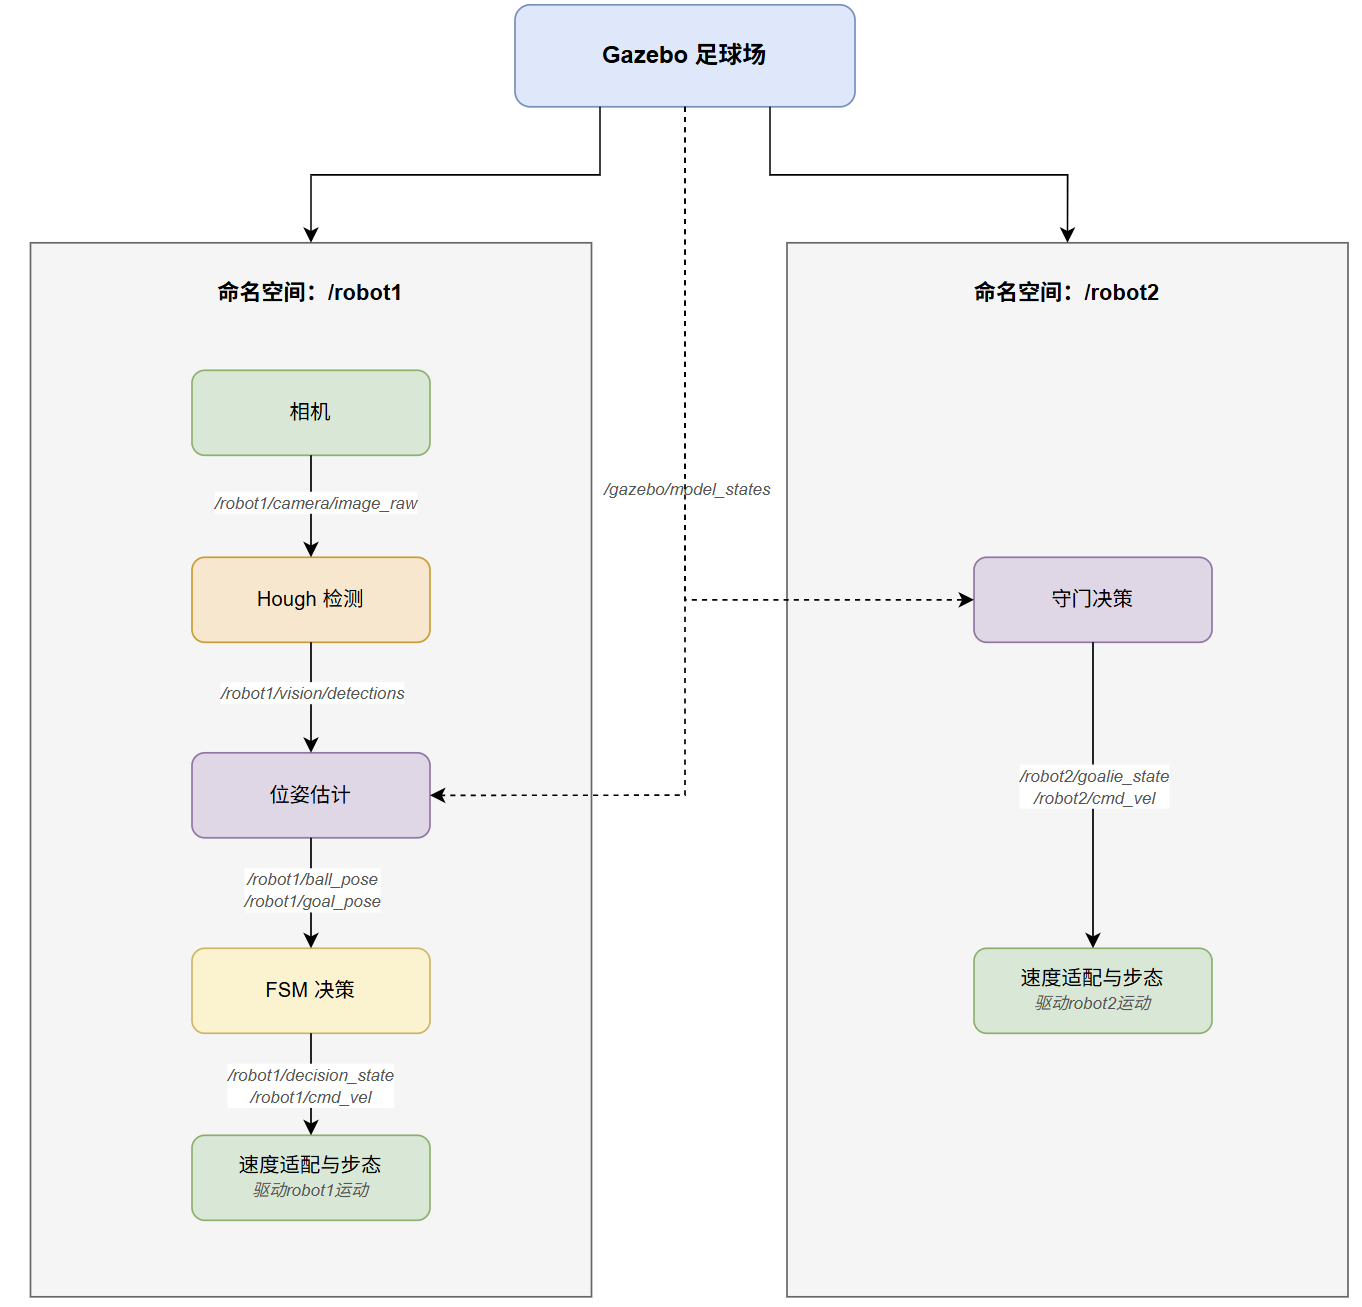 Gazebo 足球场
命名空间：/robot1
相机
/robot1/camera/image_raw
Hough 检测
/robot1/vision/detections
位姿估计
/robot1/ball_pose
/robot1/goal_pose
FSM 决策
/robot1/decision_state
/robot1/cmd_vel
速度适配与步态
驱动robot1运动
/gazebo/model_states
命名空间：/robot2
守门决策
/robot2/goalie_state
/robot2/cmd_vel
速度适配与步态
驱动robot2运动